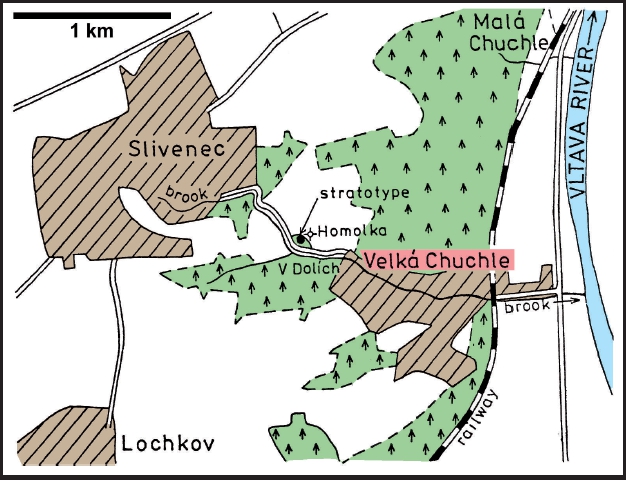 1 km
Malá
Chuchle
VLTAVA RIVER
Slivenec
brook
stratotype
Homolka
V Dolích
Velká Chuchle
brook
railway
Lochkov